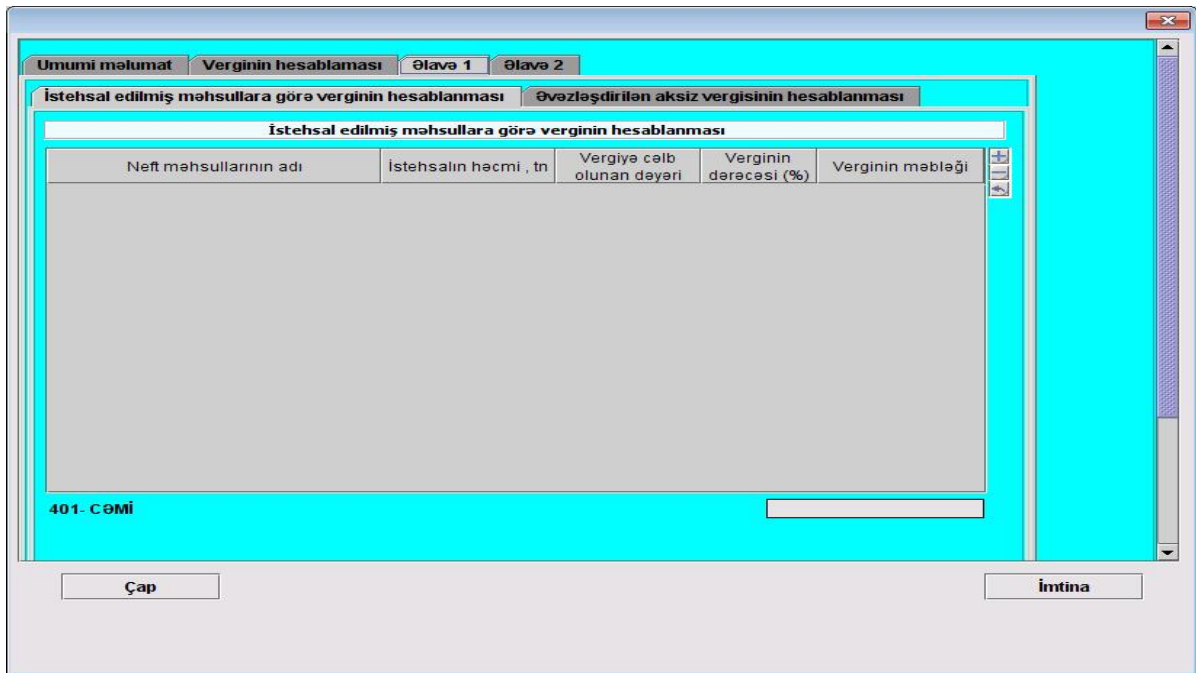 Umumi məlumat Verginin hesablaması Əlavə 1 Əlavə 2
İstehsal edilmiş məhsullara görə verginin hesablanması Əvəzləşdirilən aksiz vergisinin hesablanması
İstehsal edilmiş məhsullara görə verginin hesablanması
Neft məhsullarının adı
İstehsalın həcmi , tn
Vergiyə cəlb
olunan dəyəri
Verginin
dərəcəsi (%)
Verginin məbləği
401- CƏMİ
Çap
İmtina